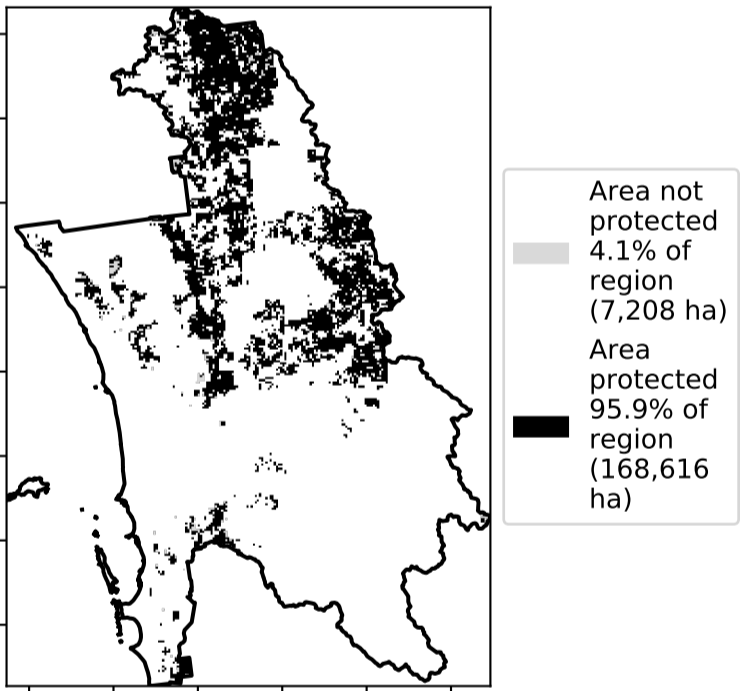 Area not
protected
4.1% of
region
(7,208 ha)
Area
protected
95.9% of
region
(168,616
ha)